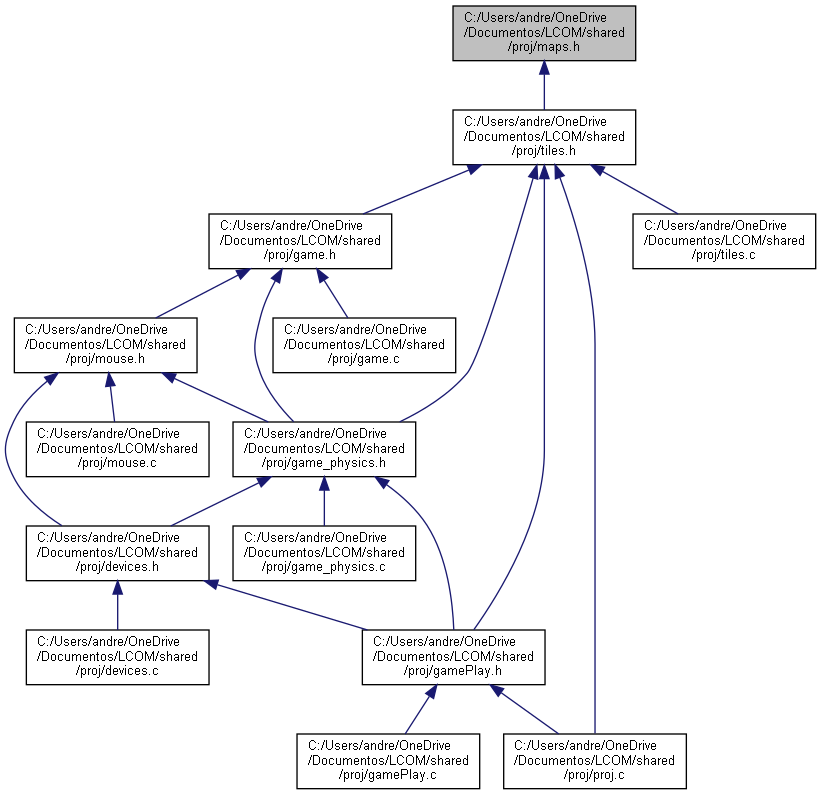 C:/Users/andre/OneDrive
/Documentos/LCOM/shared
/proj/maps.h
C:/Users/andre/OneDrive
/Documentos/LCOM/shared
/proj/tiles.h
C:/Users/andre/OneDrive
/Documentos/LCOM/shared
/proj/game.h
C:/Users/andre/OneDrive
/Documentos/LCOM/shared
/proj/tiles.c
C:/Users/andre/OneDrive
/Documentos/LCOM/shared
/proj/mouse.h
C:/Users/andre/OneDrive
/Documentos/LCOM/shared
/proj/game.c
C:/Users/andre/OneDrive
/Documentos/LCOM/shared
/proj/mouse.c
C:/Users/andre/OneDrive
/Documentos/LCOM/shared
/proj/game_physics.h
C:/Users/andre/OneDrive
/Documentos/LCOM/shared
/proj/devices.h
C:/Users/andre/OneDrive
/Documentos/LCOM/shared
/proj/game_physics.c
C:/Users/andre/OneDrive
/Documentos/LCOM/shared
/proj/devices.c
C:/Users/andre/OneDrive
/Documentos/LCOM/shared
/proj/gamePlay.h
C:/Users/andre/OneDrive
/Documentos/LCOM/shared
/proj/gamePlay.c
C:/Users/andre/OneDrive
/Documentos/LCOM/shared
/proj/proj.c